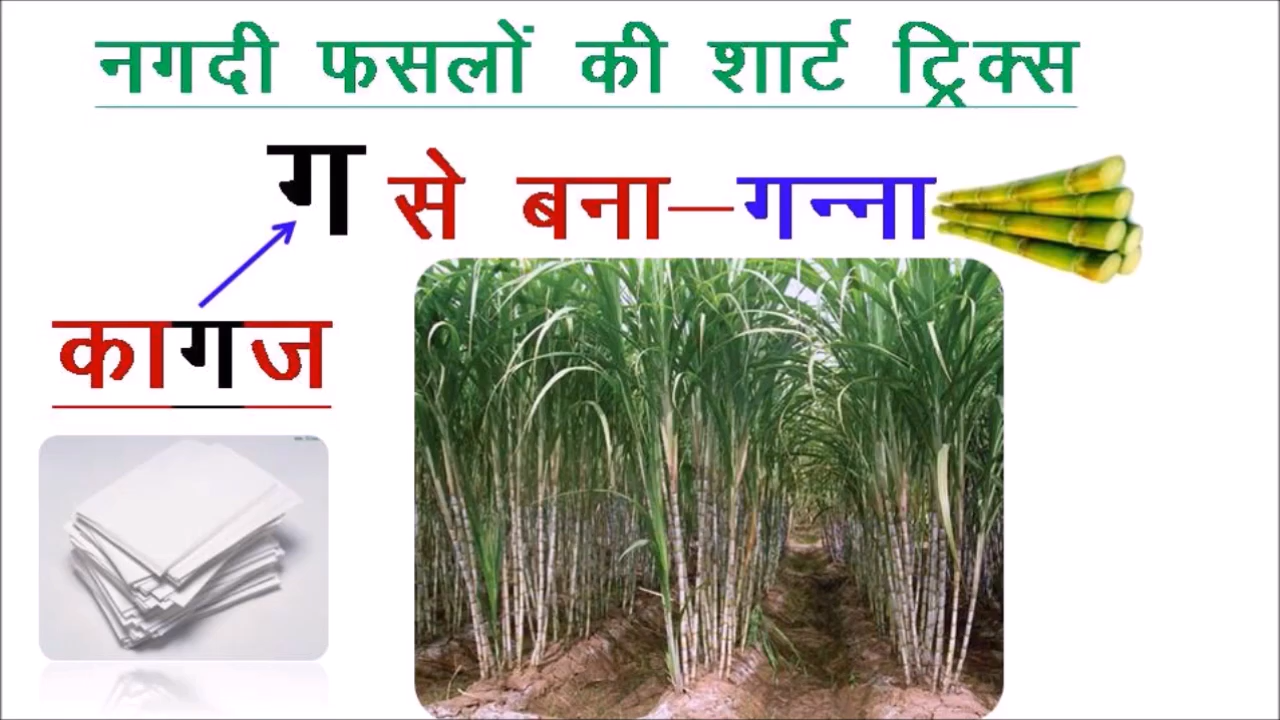 नगदी फसलों की शार्ट ट्रिक्स
ग से बना–गन्ना
कागज